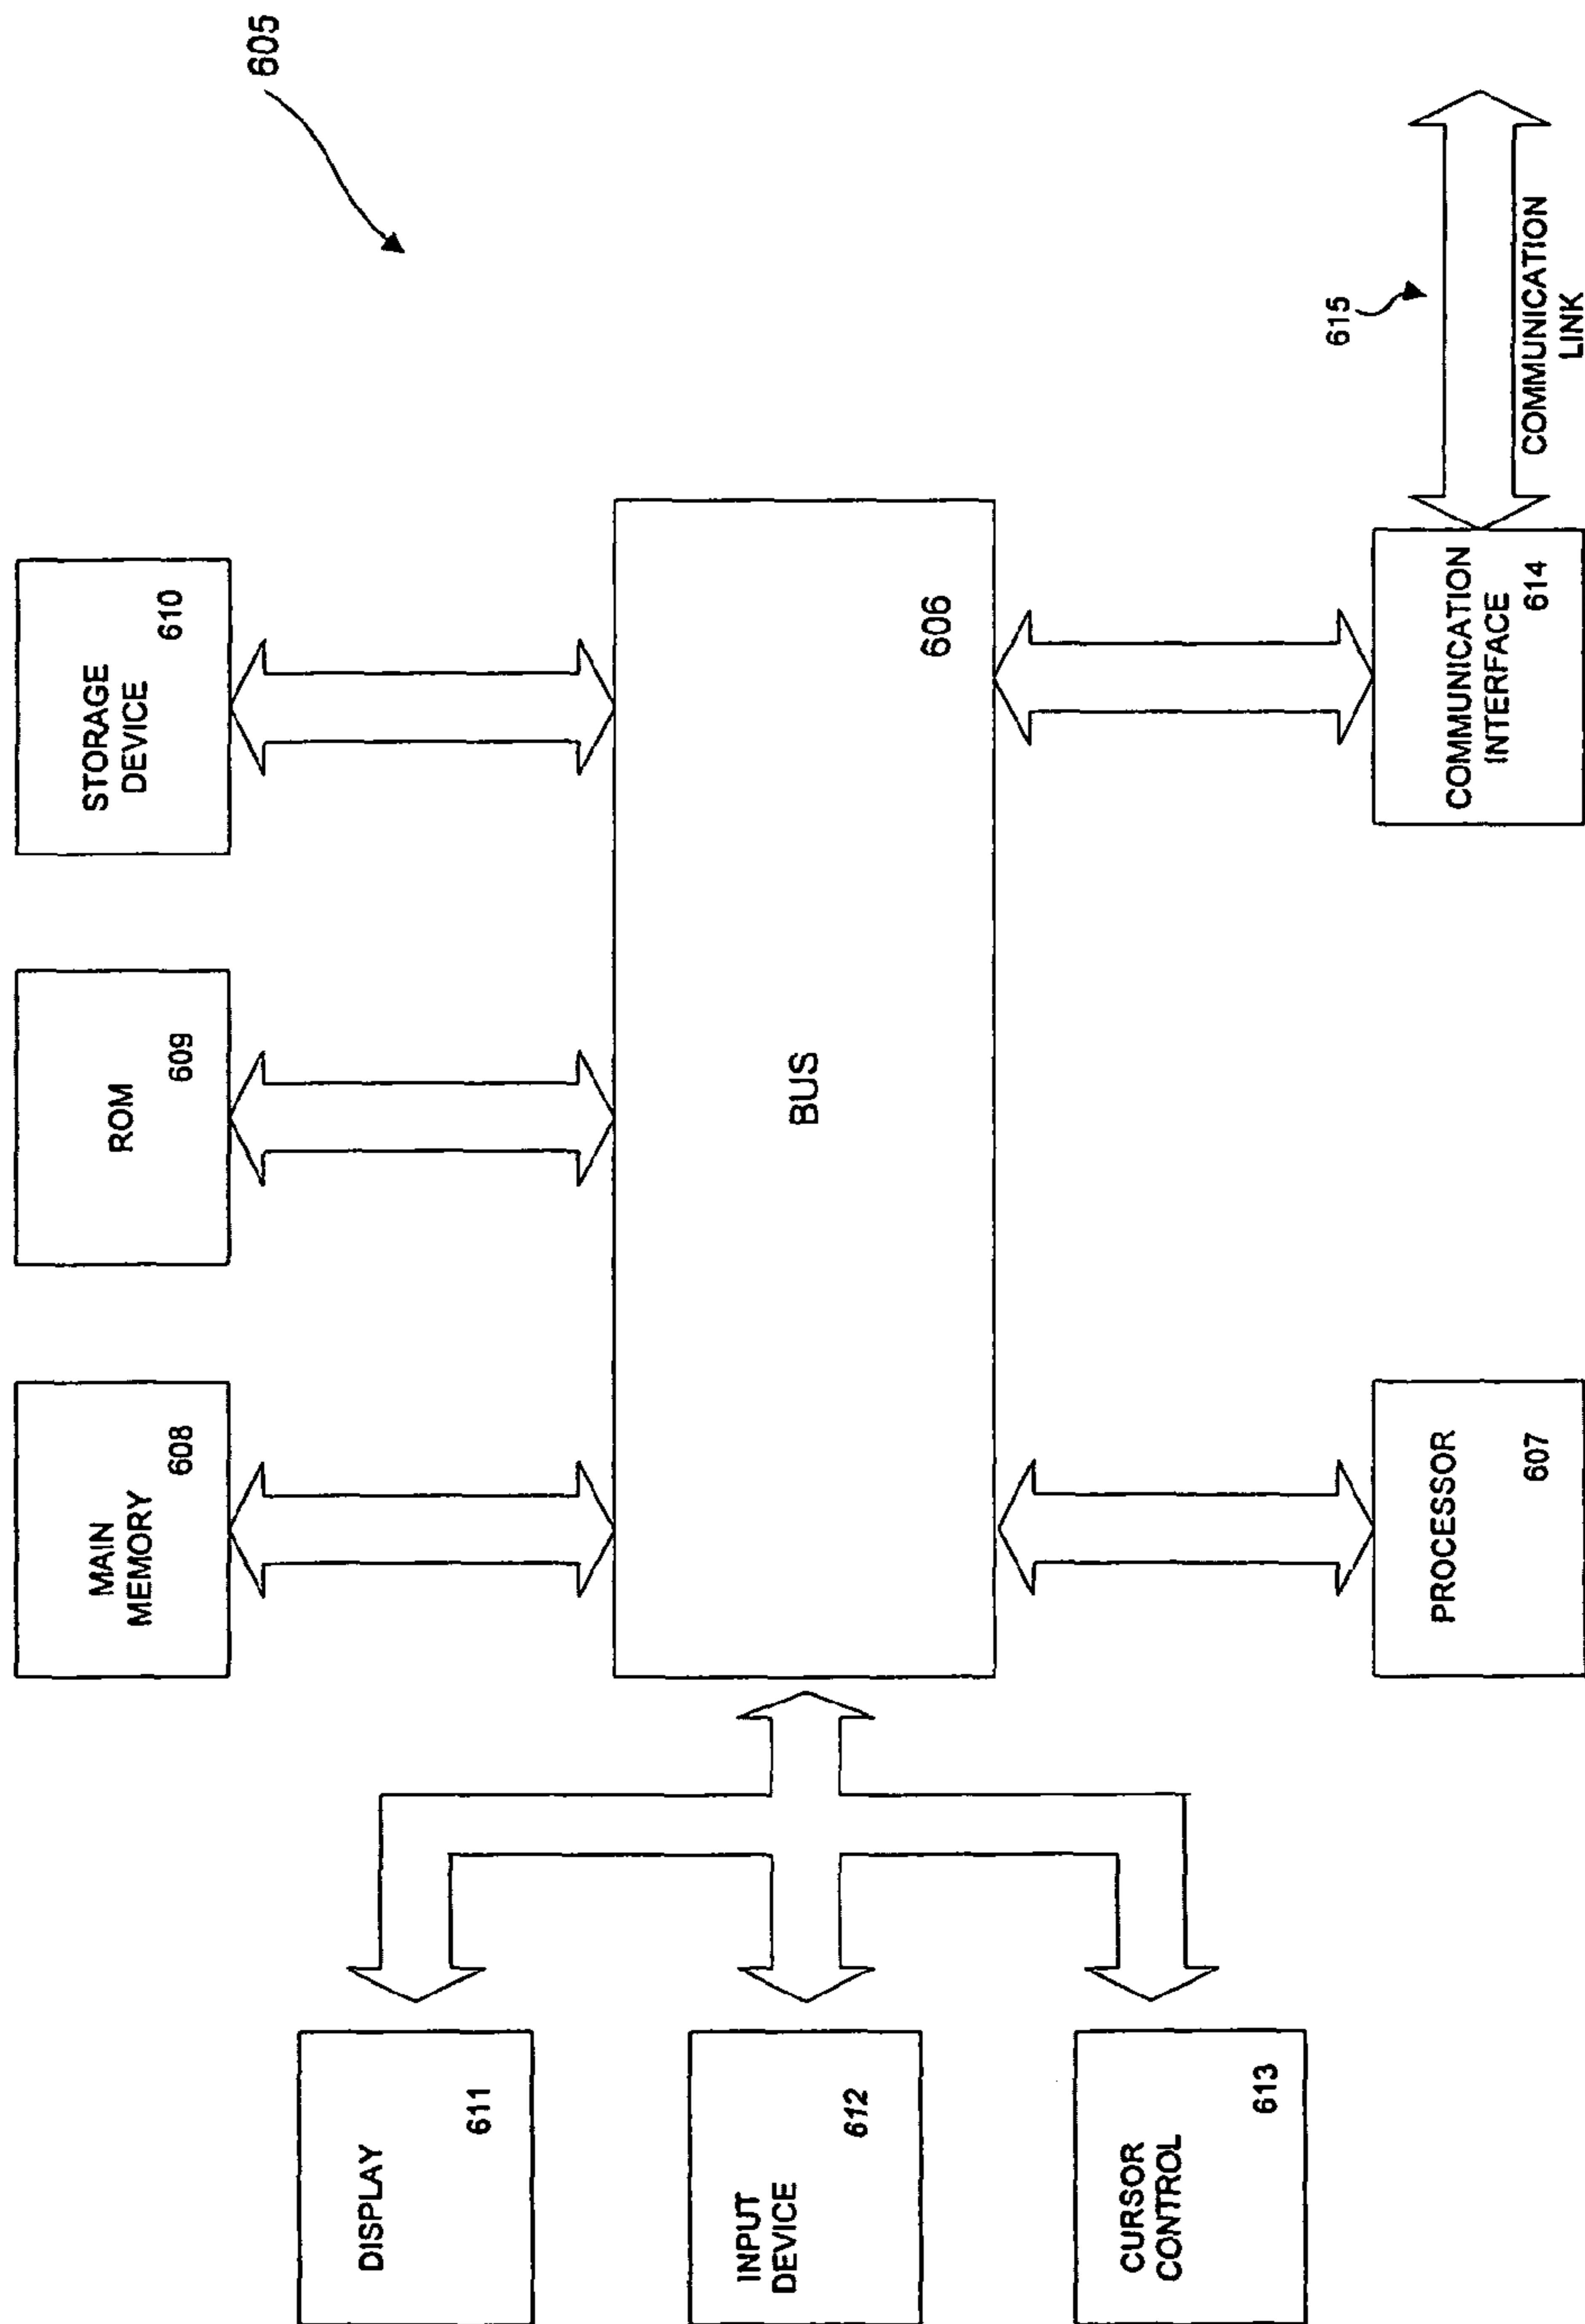 605
MAIN
MEMORY
608
ROM
609
STORAGE
DEVICE
610
DISPLAY
611
INPUT
DEVICE
612
CURSOR
CONTROL
613
BUS
606
PROCESSOR
607
COMMUNICATION
INTERFACE
614
615
COMMUNICATION
LINK